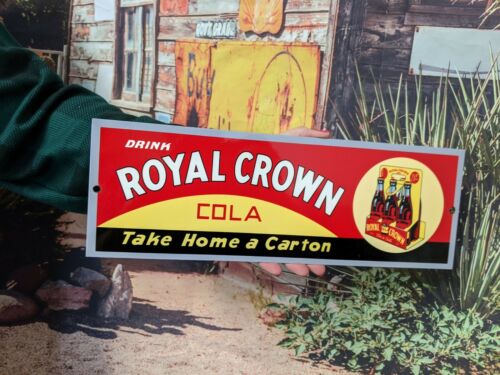 DRINK
ROYAL CROWN
COLA
Take Home a Carton
ROYAL CROWN